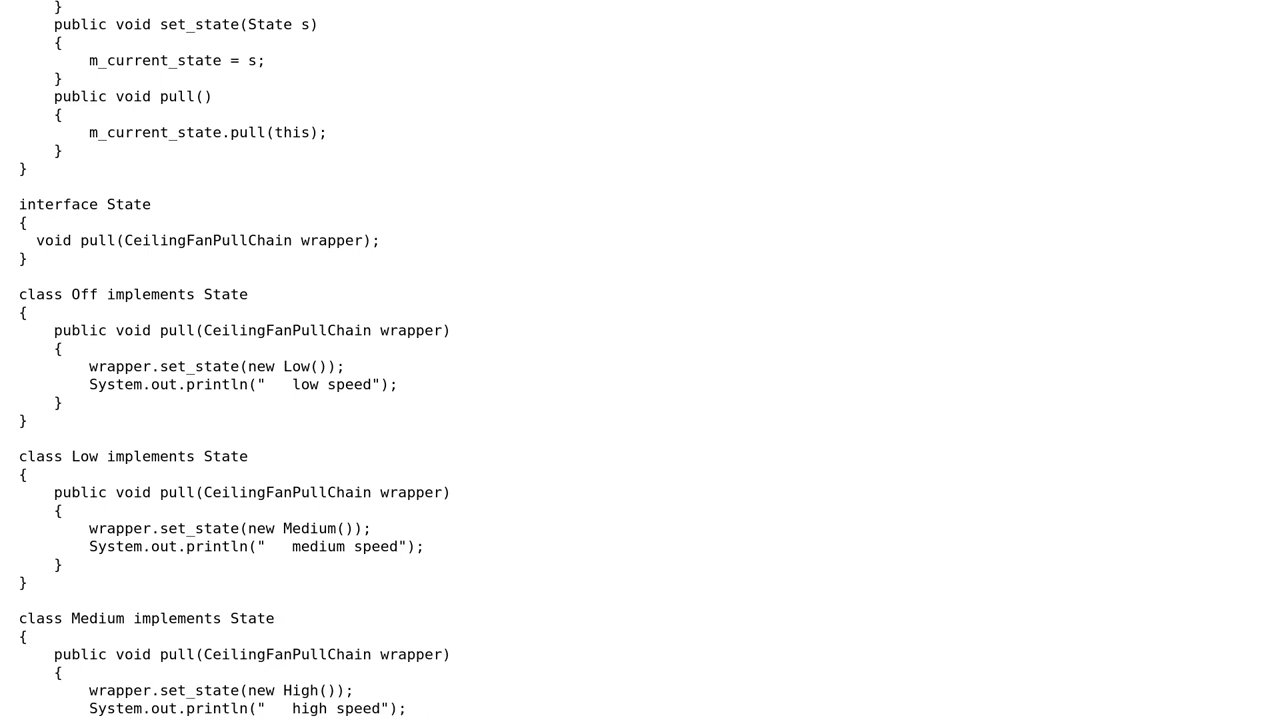 }
    public void set_state(State s)
    {
        m_current_state = s;
    }
    public void pull()
    {
        m_current_state.pull(this);
    }
}

interface State
{
  void pull(CeilingFanPullChain wrapper);
}

class Off implements State
{
    public void pull(CeilingFanPullChain wrapper)
    {
        wrapper.set_state(new Low());
        System.out.println("   low speed");
    }
}

class Low implements State
{
    public void pull(CeilingFanPullChain wrapper)
    {
        wrapper.set_state(new Medium());
        System.out.println("   medium speed");
    }
}

class Medium implements State
{
    public void pull(CeilingFanPullChain wrapper)
    {
        wrapper.set_state(new High());
        System.out.println("   high speed");